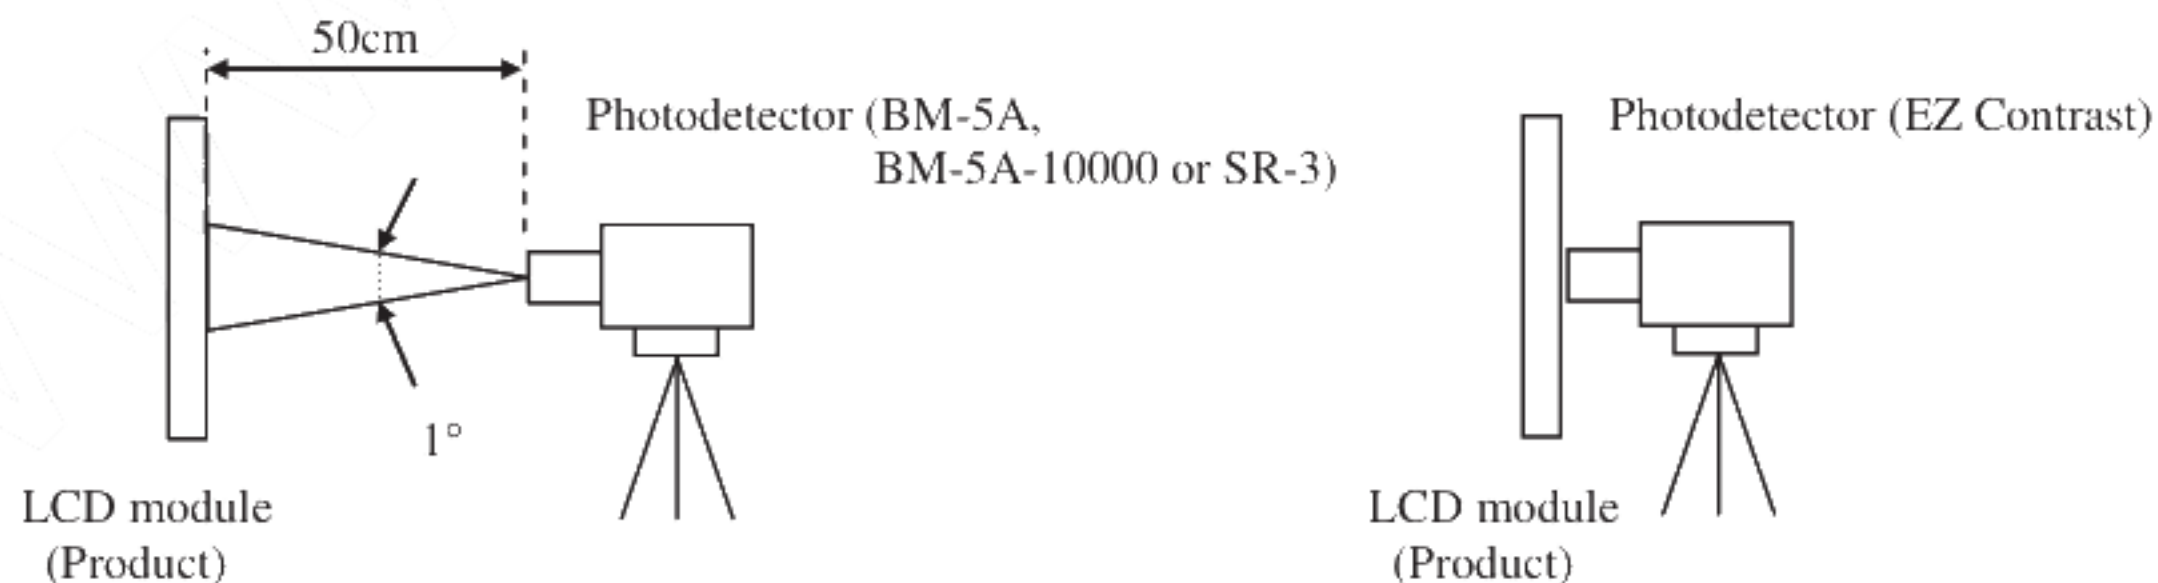 50cm
Photodetector (BM-5A,
BM-5A-10000 or SR-3)
1°
LCD module
(Product)
Photodetector (EZ Contrast)
LCD module
(Product)